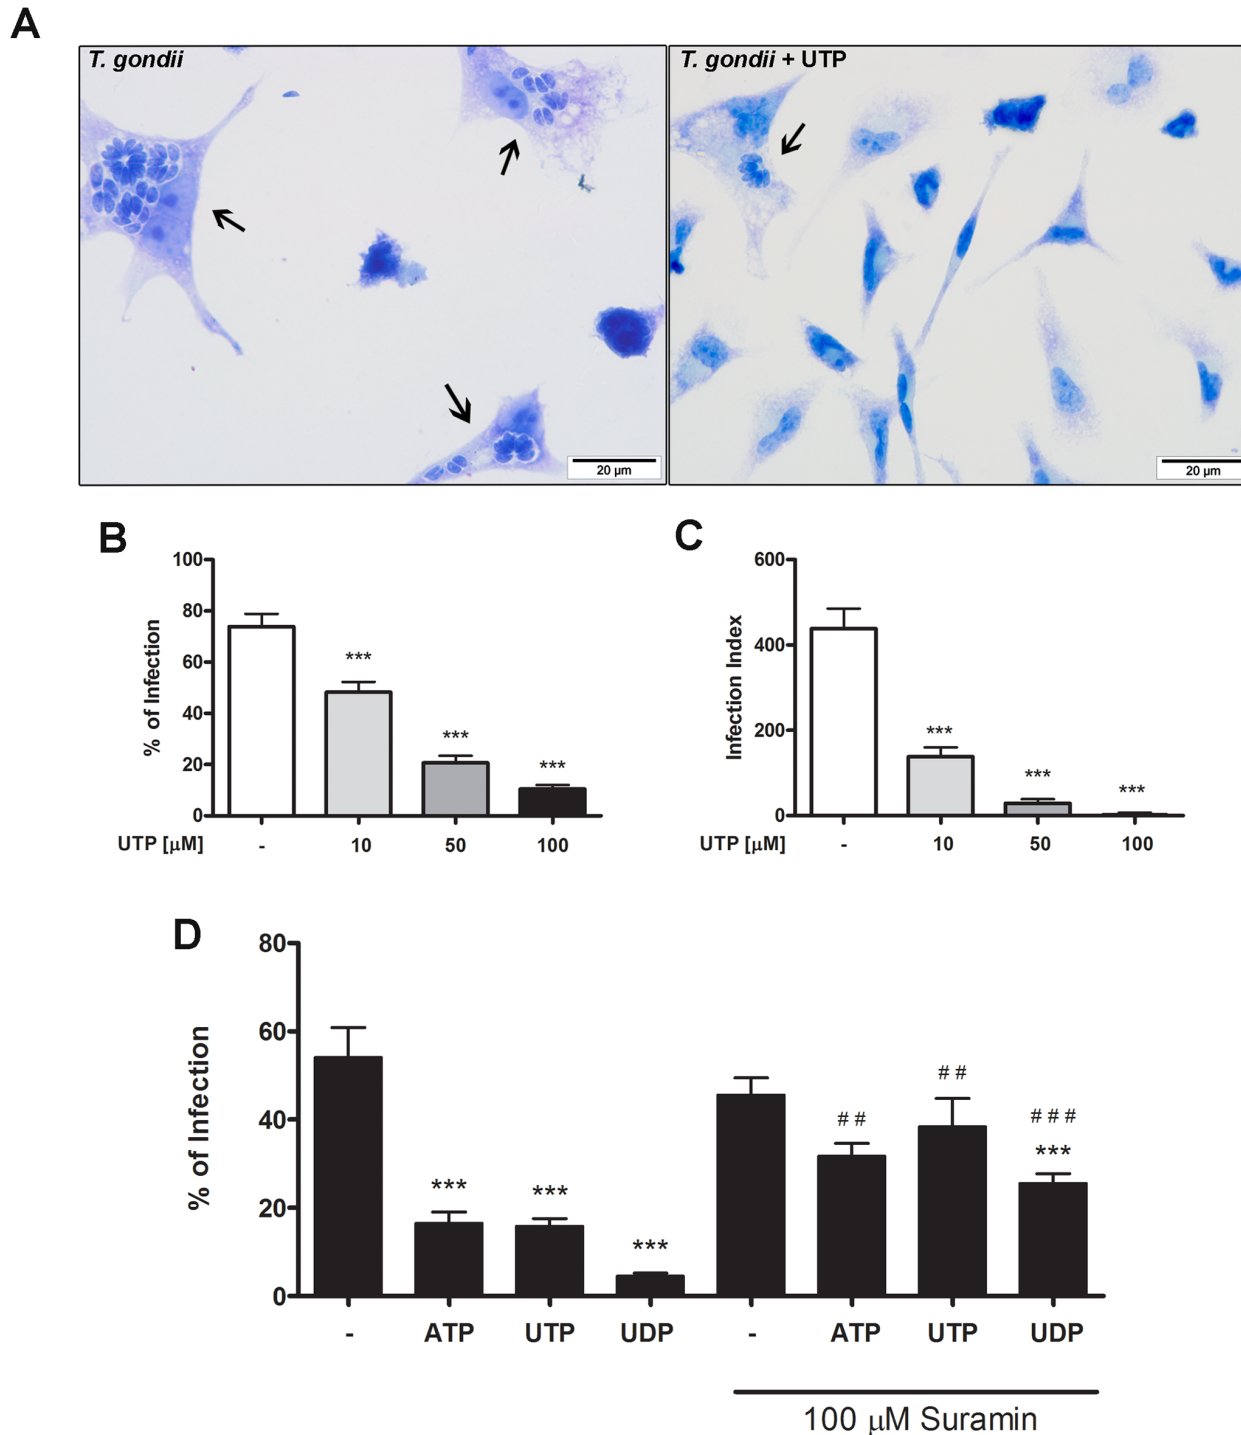 A
T. gondii
T. gondii + UTP
20 µm
20 µm
B
100
80
60
40
20
0
% of Infection
***
***
***
UTP [µM]
-
10
50
100
C
600
400
200
0
Infection Index
***
***
***
UTP [µM]
-
10
50
100
D
80
60
40
20
0
% of Infection
***
***
***
# #
# #
# # #
***
-
ATP
UTP
UDP
-
ATP
UTP
UDP
100 µM Suramin